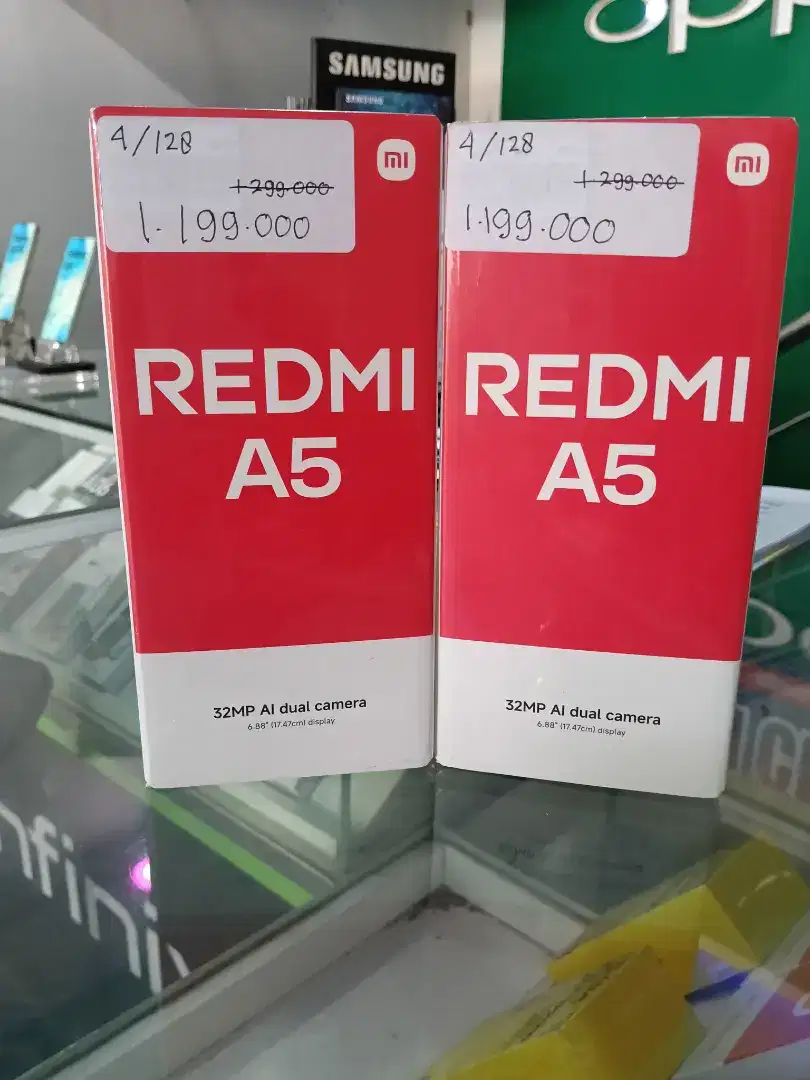 oppo
SAMSUNG
SAMSUNG
4/128
1 299.000
1.199.000
mi
REDMI
A5
32MP AI dual camera
6.88" (17.47cm) display
4/128
1 299.000
1.199.000
mi
REDMI
A5
32MP AI dual camera
6.88" (17.47cm) display
nfinix